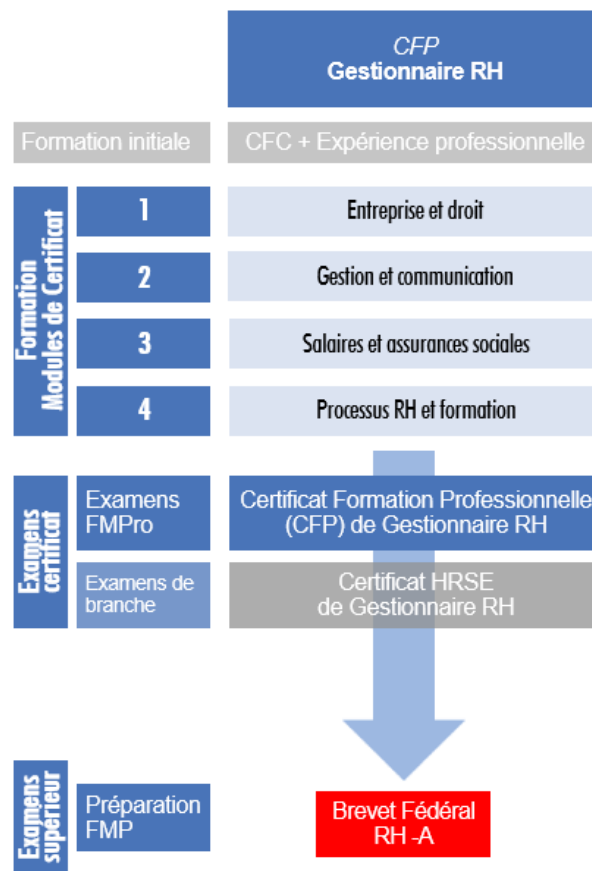 CFP
Gestionnaire RH
Formation initiale
CFC + Expérience professionnelle
Formation
Modules de Certificat
1
Entreprise et droit
2
Gestion et communication
3
Salaires et assurances sociales
4
Processus RH et formation
Examens
certificat
Examens
FMPro
Certificat Formation Professionnelle
(CFP) de Gestionnaire RH
Examens de
branche
Certificat HRSE
de Gestionnaire RH
Examens
supérieur
Préparation
FMP
Brevet Fédéral
RH -A